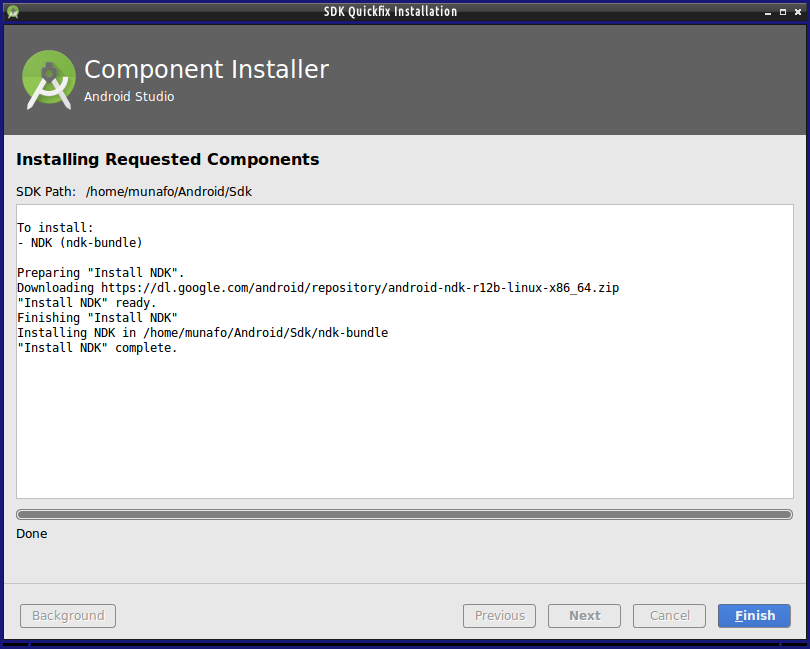 SDK Quickfix Installation
Component Installer
Android Studio
Installing Requested Components
SDK Path: /home/munafo/Android/Sdk
To install:
- NDK (ndk-bundle)
Preparing "Install NDK".
Downloading https://dl.google.com/android/repository/android-ndk-r12b-linux-x86_64.zip
"Install NDK" ready.
Finishing "Install NDK"
Installing NDK in /home/munafo/Android/Sdk/ndk-bundle
"Install NDK" complete.
Done
Background Previous Next Cancel Finish